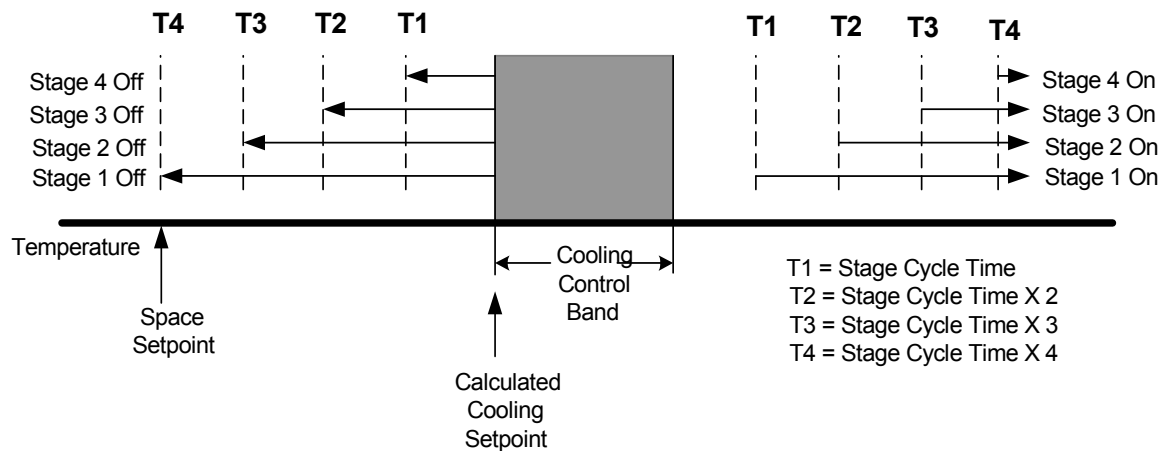 T4 T3 T2 T1 T1 T2 T3 T4
Stage 4 Off Stage 4 On
Stage 3 Off Stage 3 On
Stage 2 Off Stage 2 On
Stage 1 Off Stage 1 On
Temperature
Space
Setpoint
Calculated
Cooling
Setpoint
Cooling
Control
Band
T1 = Stage Cycle Time
T2 = Stage Cycle Time X 2
T3 = Stage Cycle Time X 3
T4 = Stage Cycle Time X 4